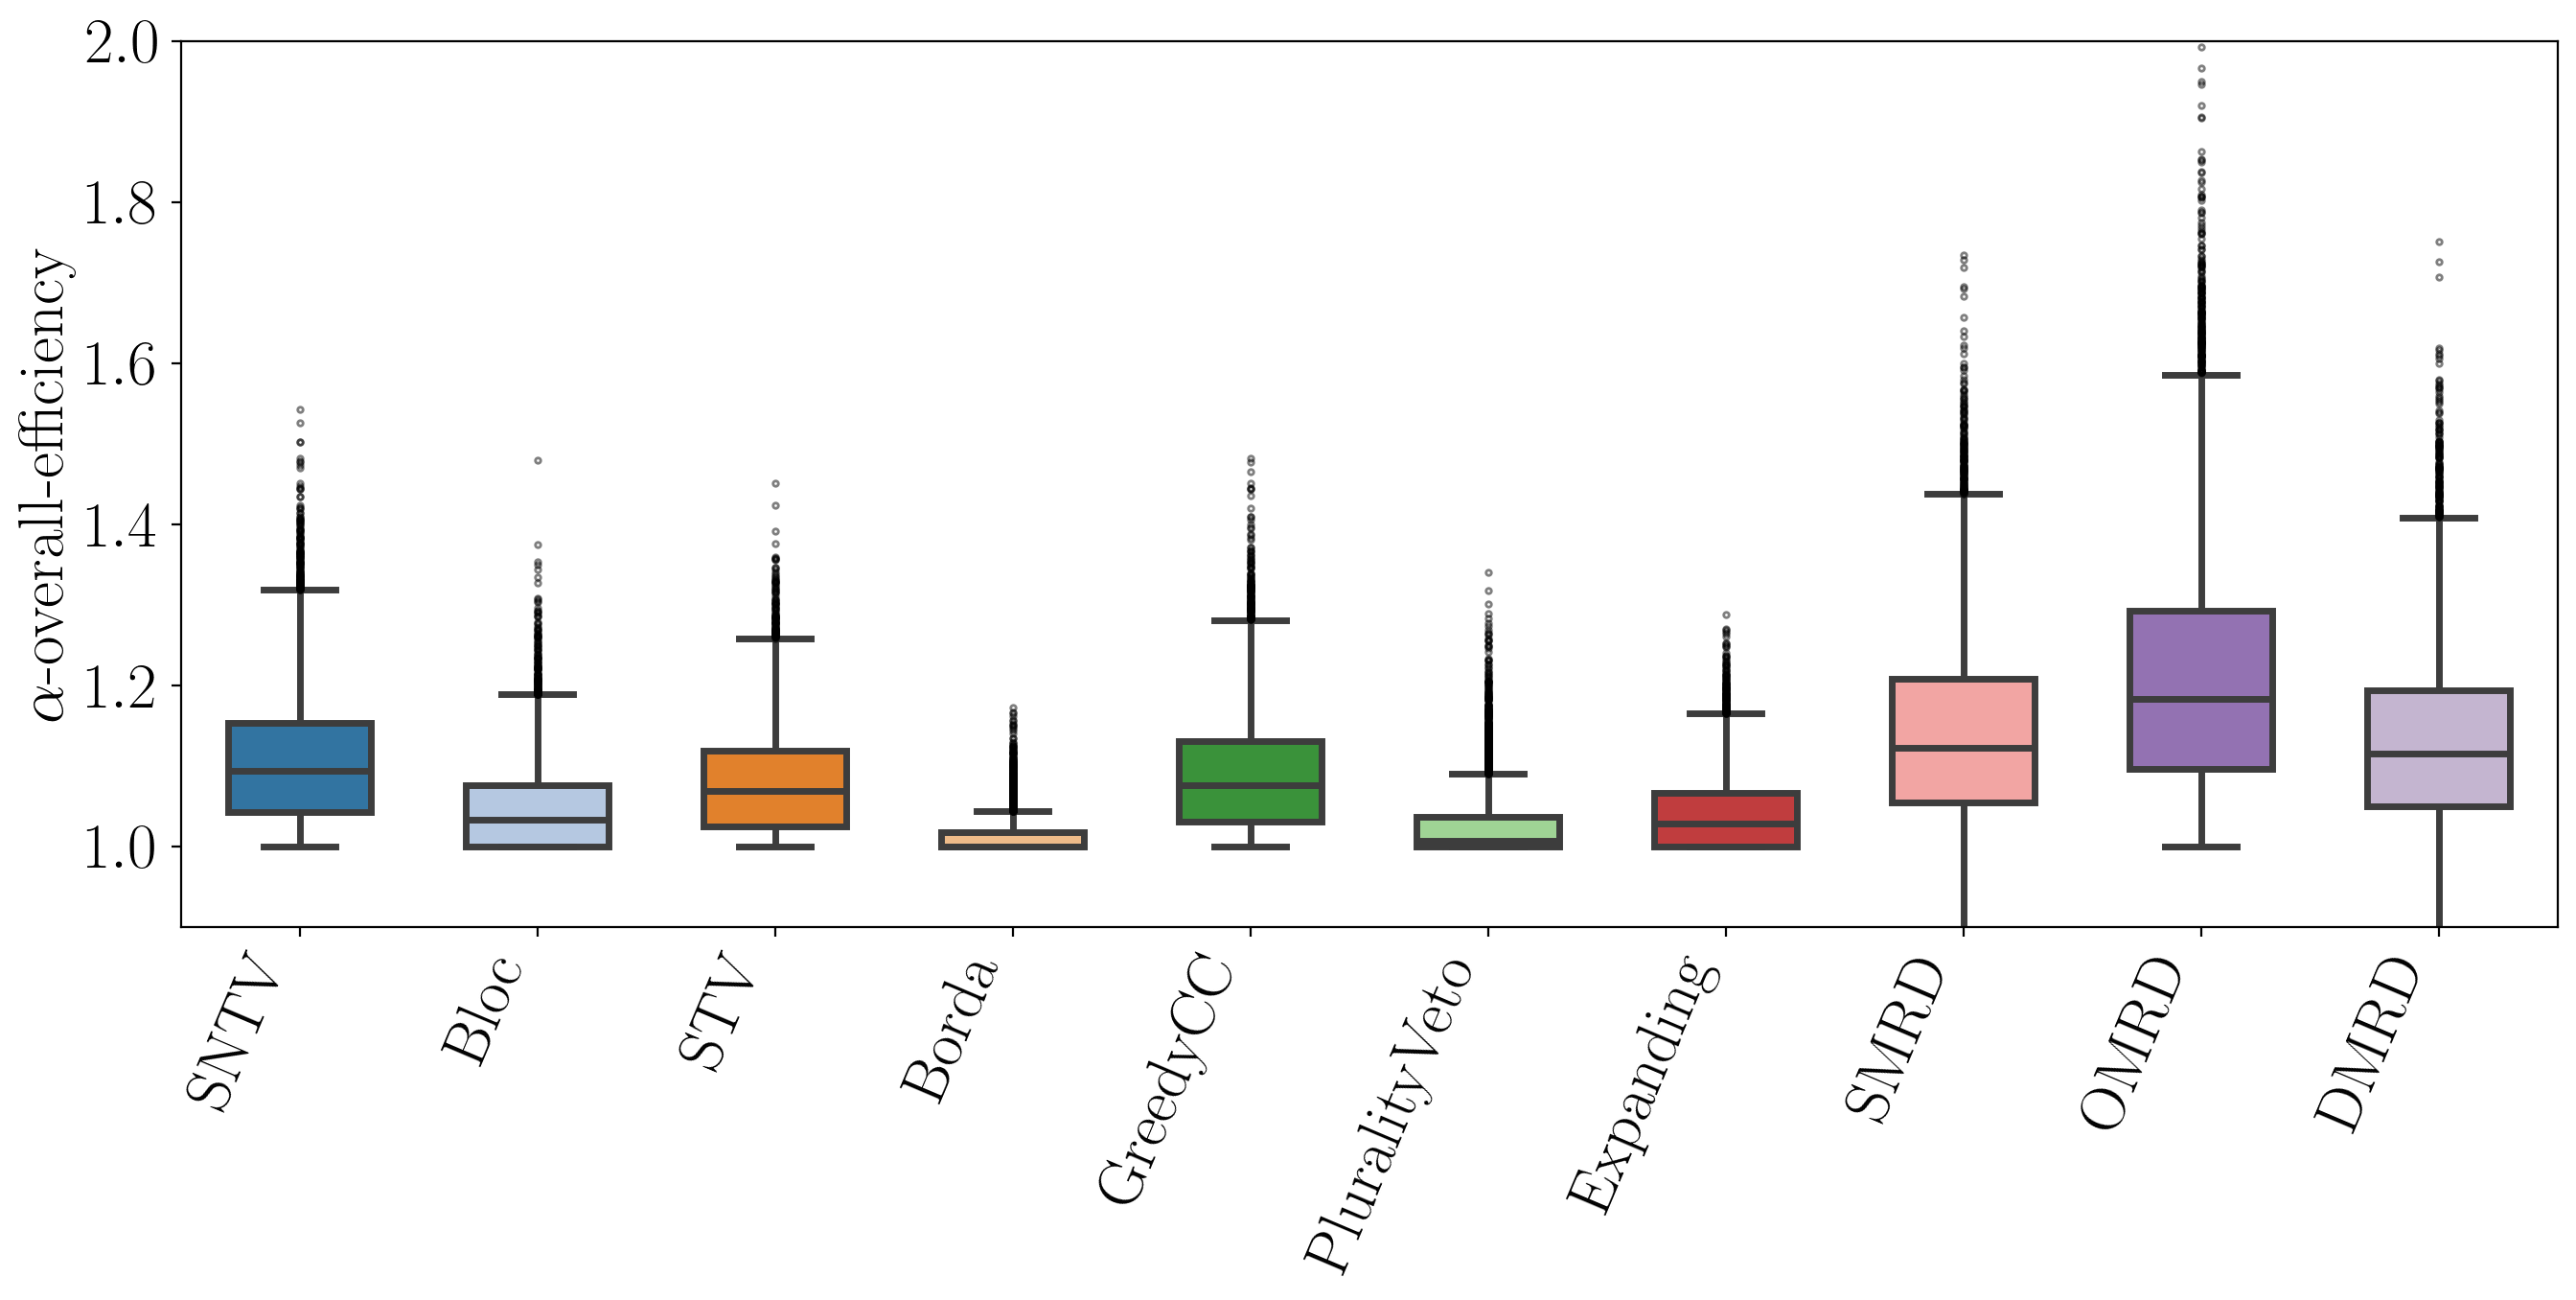 α-overall-efficiency
2.0
1.8
1.6
1.4
1.2
1.0
SNTV
Bloc
STV
Borda
GreedyCC
PluralityVeto
Expanding
SMRD
OMRD
DMRD